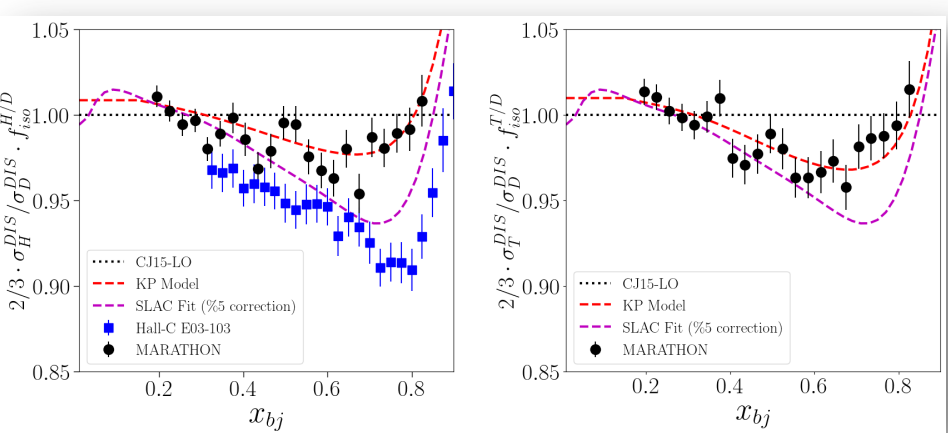 2/3 · σ_H^{DIS}/σ_D^{DIS} · f_{iso}^{H/D}
1.05
1.00
0.95
0.90
0.85
CJ15-LO
KP Model
SLAC Fit (%5 correction)
Hall-C E03-103
MARATHON
0.2 0.4 0.6 0.8
x_{bj}
2/3 · σ_T^{DIS}/σ_D^{DIS} · f_{iso}^{T/D}
1.05
1.00
0.95
0.90
0.85
CJ15-LO
KP Model
SLAC Fit (%5 correction)
MARATHON
0.2 0.4 0.6 0.8
x_{bj}